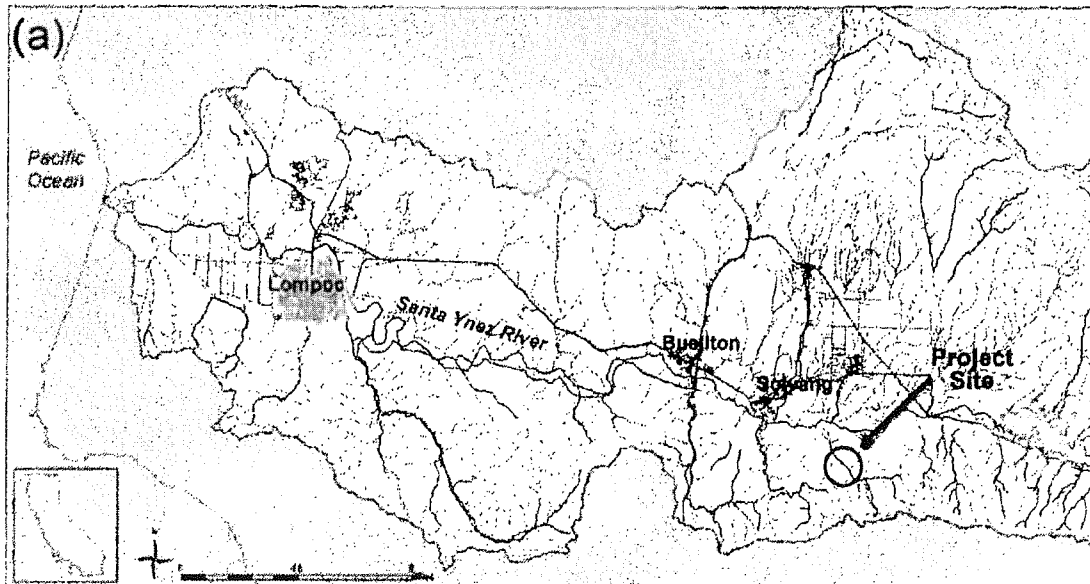 (a)
Pacific
Ocean
Lompoc
Santa Ynez River
Buellton
Solvang
Project
Site